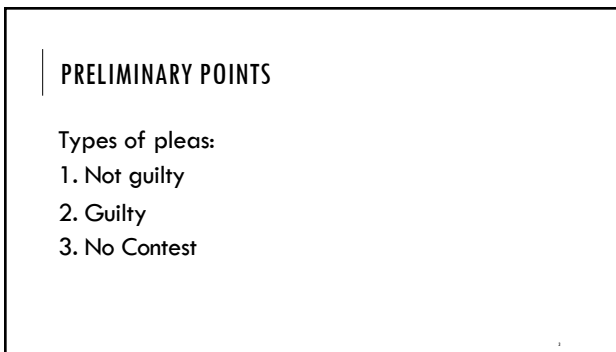 PRELIMINARY POINTS
Types of pleas:
1. Not guilty
2. Guilty
3. No Contest